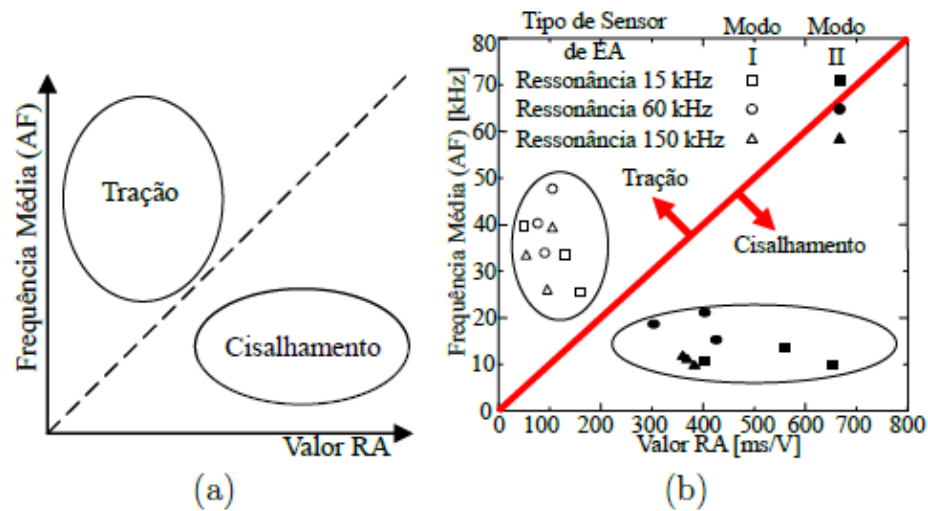 Frequência Média (AF)
Tração
Cisalhamento
Valor RA
(a)
Tipo de Sensor de EA
Modo I
Modo II
Ressonância 15 kHz
Ressonância 60 kHz
Ressonância 150 kHz
Frequência Média (AF) [kHz]
80
70
60
50
40
30
20
10
0
Tração
Cisalhamento
0 100 200 300 400 500 600 700 800
Valor RA [ms/V]
(b)